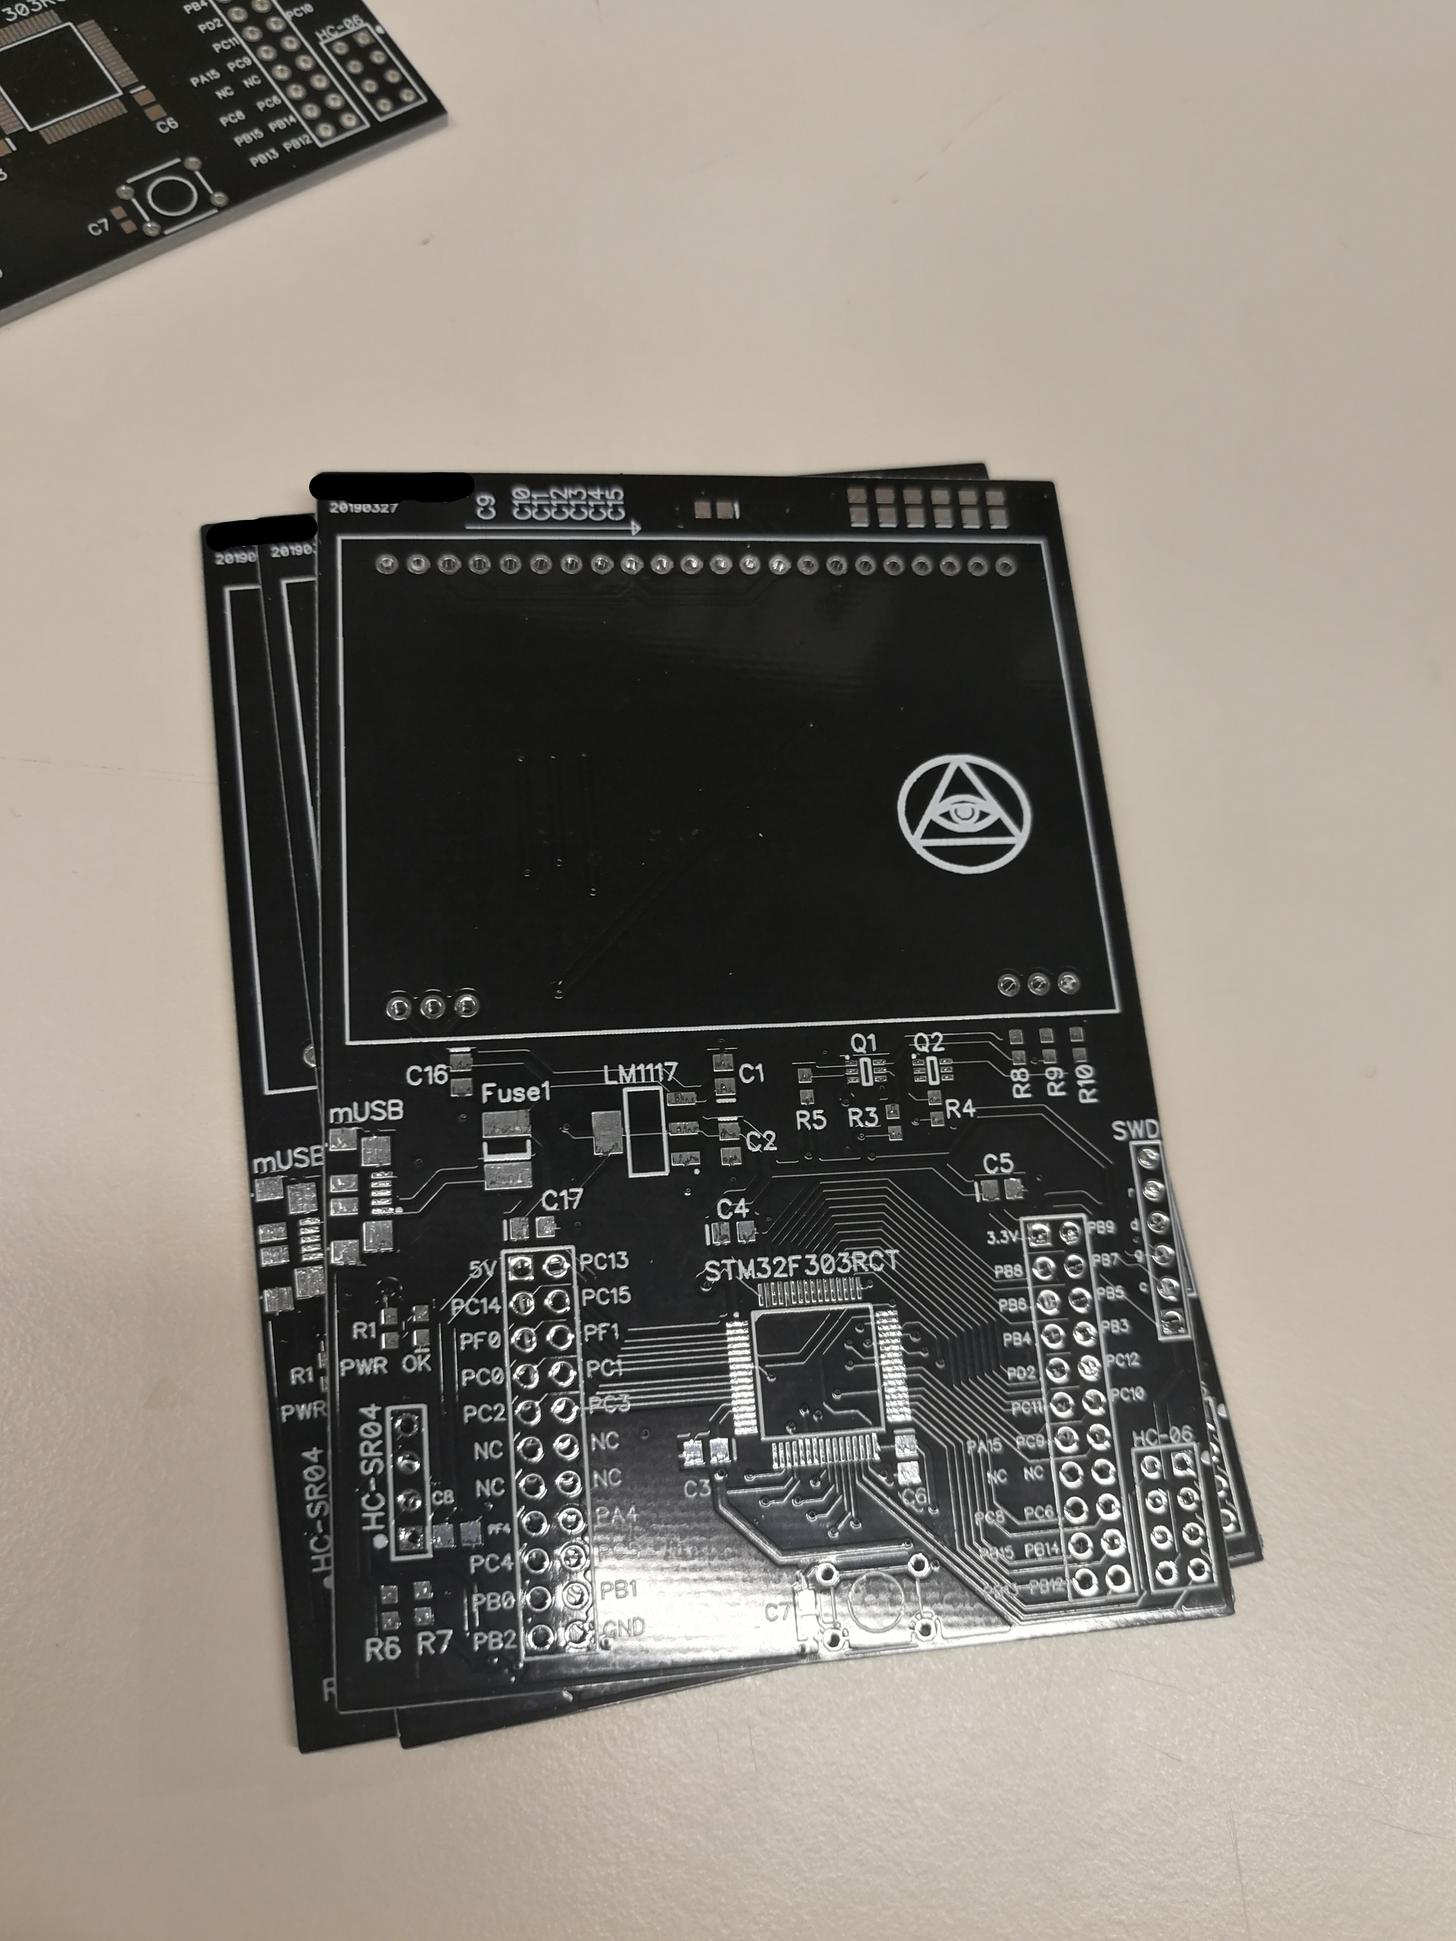 303RC
PB4
PC10
PD2
HC-06
PC11
PA15 PC9
NC NC
PC8 PC6
PB15 PB14
PB13 PB12
C6
C7
20190327
C9
C10
C11
C12
C13
C14
C15
20190
20190
C16
Fuse1
LM1117
C1
Q1
Q2
R8
R9
R10
mUSB
C2
R5
R3
R4
SWD
mUSB
C17
C4
C5
STM32F303RCT
5V PC13
PC14 PC15
PF0 PF1
PC0 PC1
PC2 PC3
NC NC
NC NC
PF4 PA4
PC4
PB0 PB1
PB2 GND
3.3V PB9
PB8 PB7
PB6 PB5
PB4 PB3
PD2 PC12
PC11 PC10
PA15 PC9
NC NC
PC8 PC6
PB15 PB14
PB12
R1
PWR OK
R1
PWR
HC-SR04
HC-SR04
C8
C3
C6
C7
HC-06
R6 R7